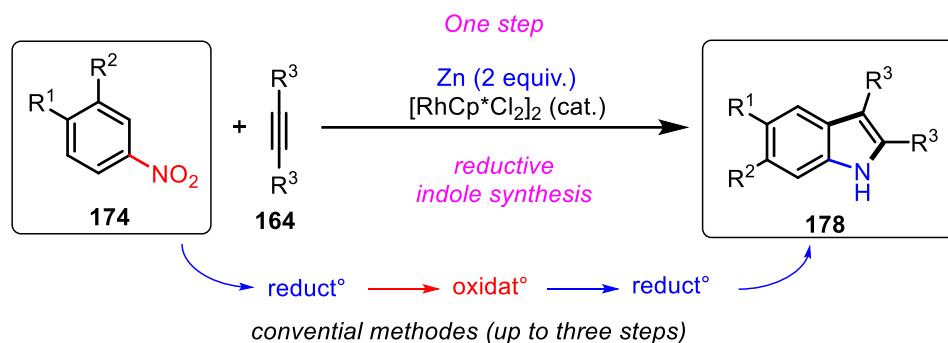 One step
R¹
R²
NO₂
174
+
R³
R³
164
Zn (2 equiv.)
[RhCp*Cl₂]₂ (cat.)
reductive
indole synthesis
R¹
R²
R³
R³
N
H
178
reduct° oxidat° reduct°
convential methodes (up to three steps)